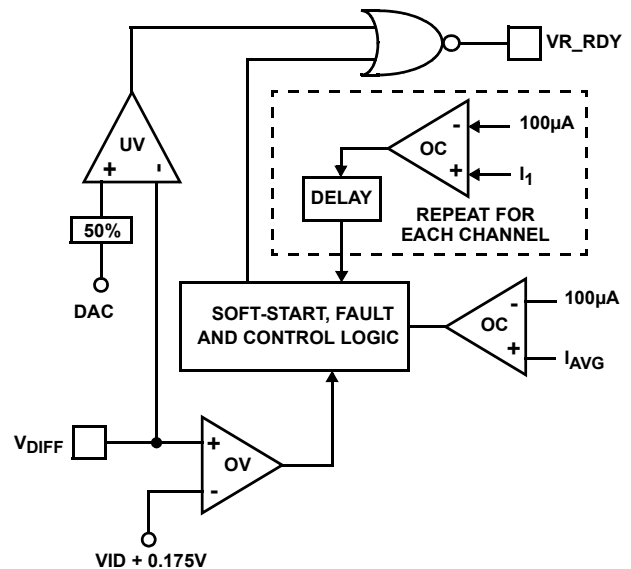 VR_RDY
UV
+ -
50%
DAC
- 100µA
OC
+ I1
DELAY
REPEAT FOR
EACH CHANNEL
SOFT-START, FAULT
AND CONTROL LOGIC
- 100µA
OC
+ IAVG
VDIFF
+
OV
-
VID + 0.175V